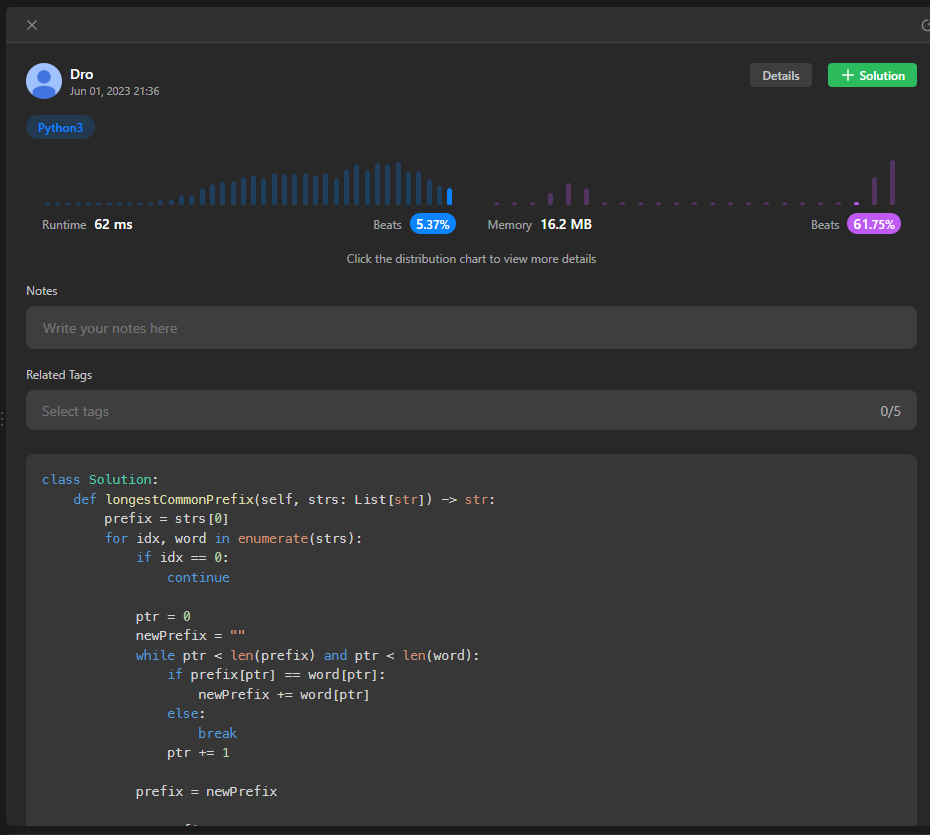 Dro
Details
+ Solution
Jun 01, 2023 21:36
Python3
Runtime 62 ms Beats 5.37% Memory 16.2 MB Beats 61.75%
Click the distribution chart to view more details
Notes
Write your notes here
Related Tags
Select tags 0/5
class Solution:
    def longestCommonPrefix(self, strs: List[str]) -> str:
        prefix = strs[0]
        for idx, word in enumerate(strs):
            if idx == 0:
                continue
            ptr = 0
            newPrefix = ""
            while ptr < len(prefix) and ptr < len(word):
                if prefix[ptr] == word[ptr]:
                    newPrefix += word[ptr]
                else:
                    break
                ptr += 1
            prefix = newPrefix